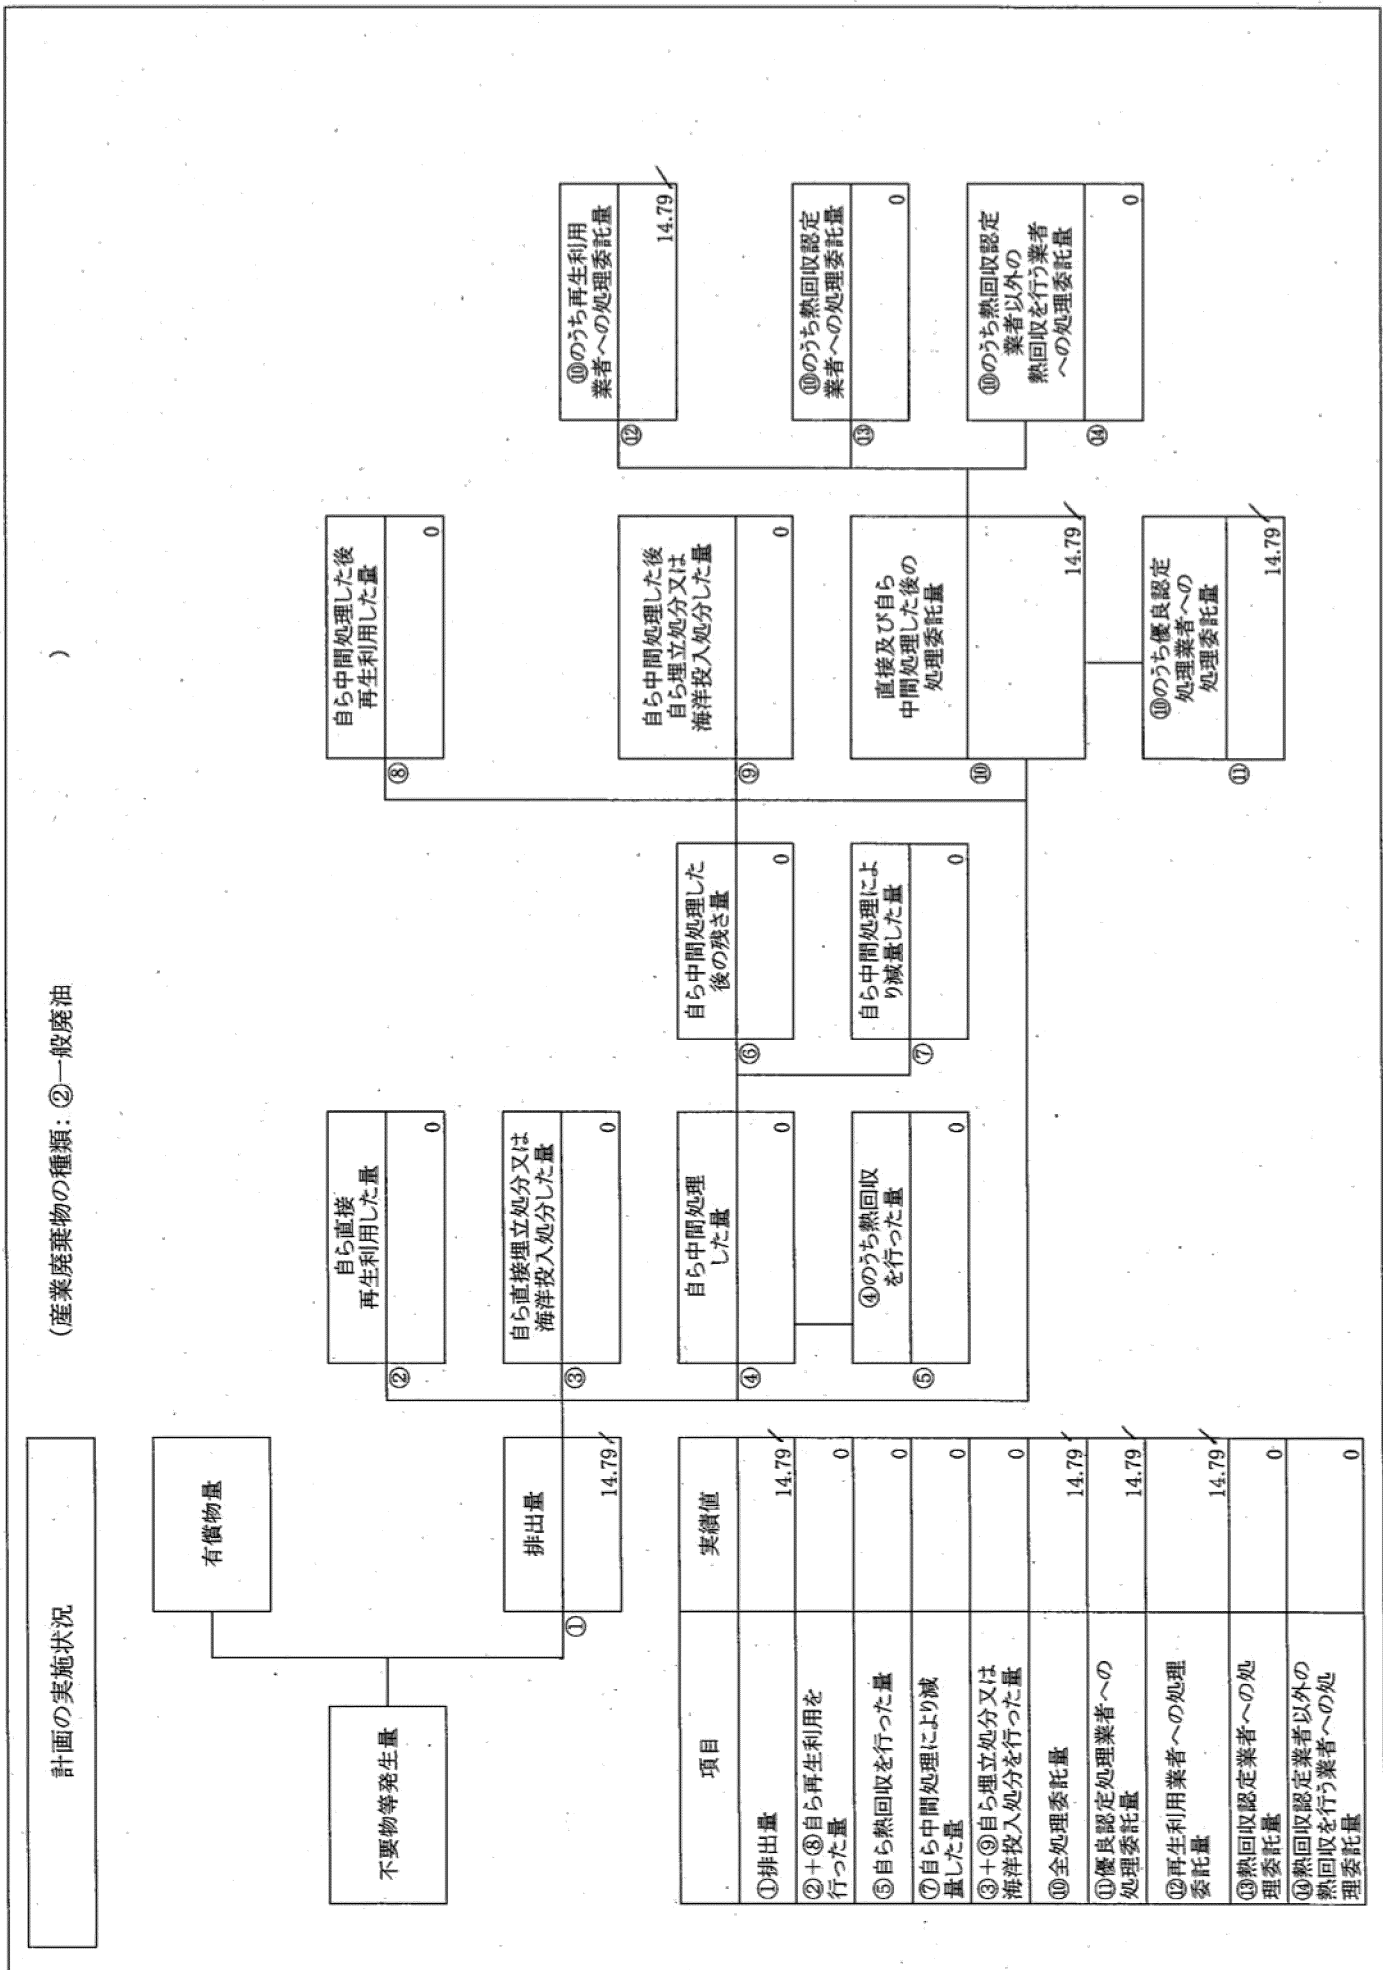 計画の実施状況
(産業廃棄物の種類:②一般廃油 )
有償物量
不要物等発生量
①
排出量
14.79
②
自ら直接
再生利用した量
0
③
自ら直接埋立処分又は
海洋投入処分した量
0
④
自ら中間処理
した量
0
⑤
④のうち熱回収
を行った量
0
⑥
自ら中間処理した
後の残さ量
0
⑦
自ら中間処理によ
り減量した量
0
⑧
自ら中間処理した後
再生利用した量
0
⑨
自ら中間処理した後
自ら埋立処分又は
海洋投入処分した量
0
⑩
直接及び自ら
中間処理した後の
処理委託量
14.79
⑪
⑩のうち優良認定
処理業者への
処理委託量
14.79
⑫
⑩のうち再生利用
業者への処理委託量
14.79
⑬
⑩のうち熱回収認定
業者への処理委託量
0
⑭
⑩のうち熱回収認定
業者以外の
熱回収を行う業者
への処理委託量
0
項目 実績値
①排出量 14.79
②+⑧自ら再生利用を
行った量 0
⑤自ら熱回収を行った量 0
⑦自ら中間処理により減
量した量 0
③+⑨自ら埋立処分又は
海洋投入処分を行った量 0
⑩全処理委託量 14.79
⑪優良認定処理業者への
処理委託量 14.79
⑫再生利用業者への処理
委託量 14.79
⑬熱回収認定業者への処
理委託量 0
⑭熱回収認定業者以外の
熱回収を行う業者への処
理委託量 0